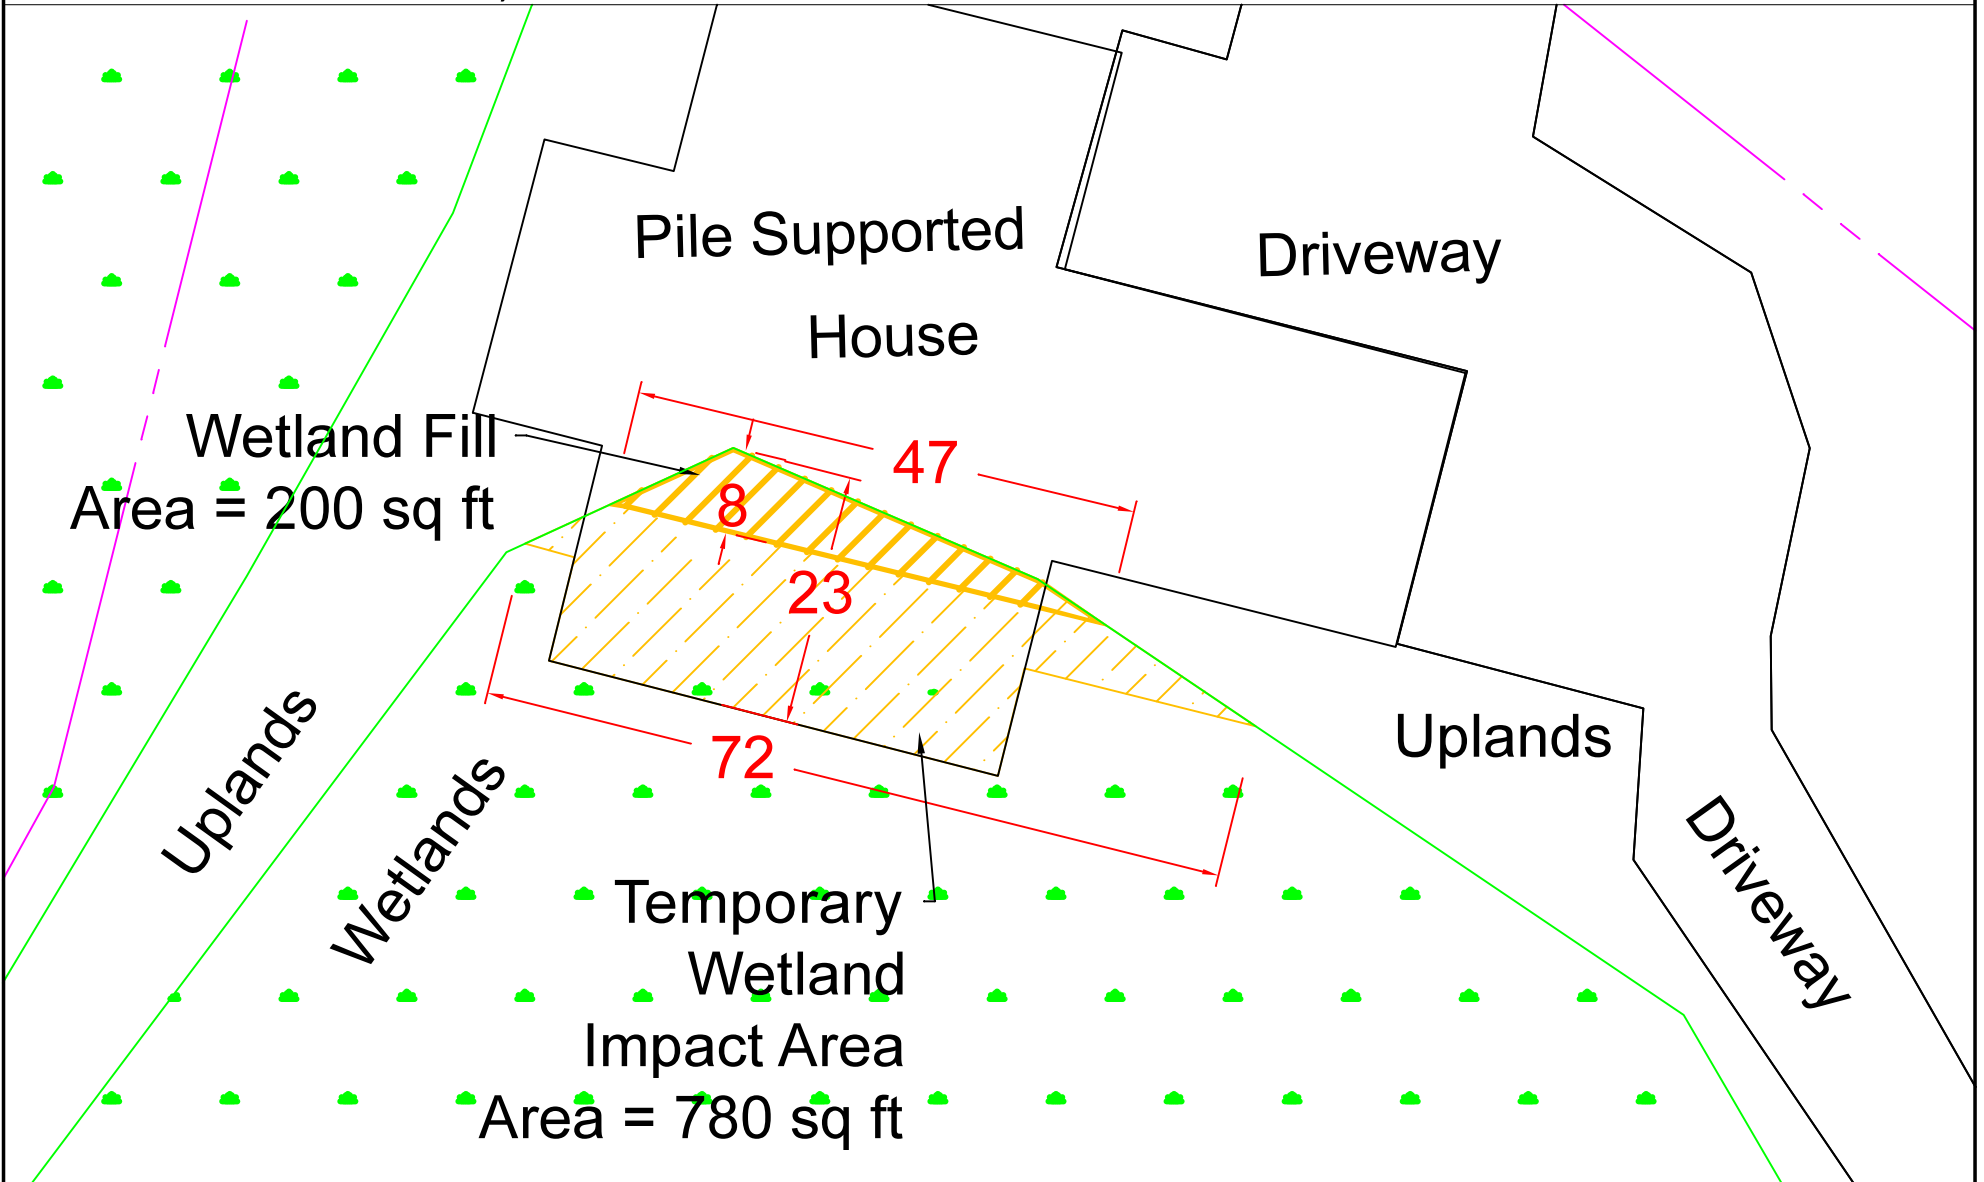 Pile Supported
House
Driveway
Wetland Fill
Area = 200 sq ft
47
8
23
72
Uplands
Wetlands
Uplands
Driveway
Temporary
Wetland
Impact Area
Area = 780 sq ft